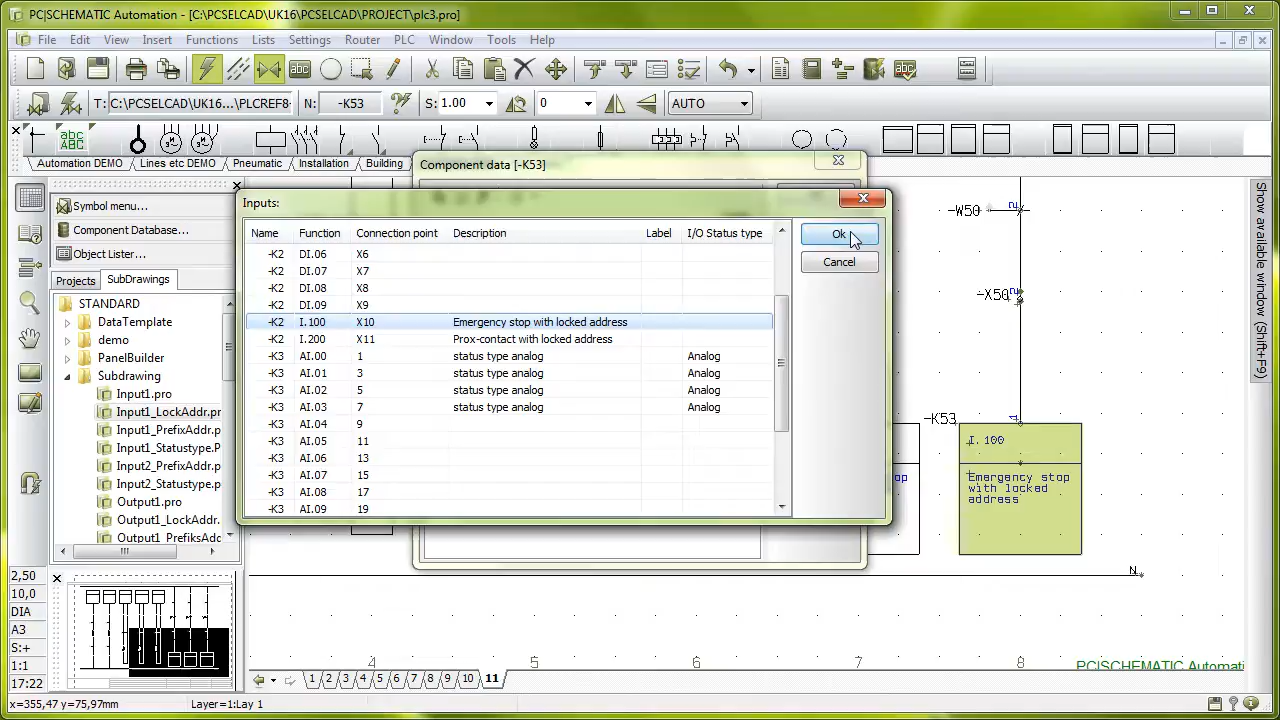 PC|SCHEMATIC Automation - [C:\PCSELCAD\UK16\PCSELCAD\PROJECT\plc3.pro]
File Edit View Insert Functions Lists Settings Router PLC Window Tools Help
T: C:\PCSELCAD\UK16...\PLCREF8 N: -K53 S: 1.00 0 AUTO
abc
ABC
Automation DEMO Lines etc DEMO Pneumatic Installation Building
Component data [-K53]
Symbol menu...
Component Database...
Object Lister...
Projects SubDrawing
STANDARD
DataTemplate
demo
PanelBuilder
Subdrawing
Input1.pro
Input1_LockAddr.pr
Input1_PrefixAddr.pr
Input1_Statustype.p
Input2_PrefixAddr.p
Input2_Statustype.p
Output1.pro
Output1_LockAddr.
Output1_PrefiksAddr
Inputs:
Name Function Connection point Description Label I/O Status type
-K2 DI.06 X6
-K2 DI.07 X7
-K2 DI.08 X8
-K2 DI.09 X9
-K2 I.100 X10 Emergency stop with locked address
-K2 I.200 X11 Prox-contact with locked address
-K3 AI.00 1 status type analog Analog
-K3 AI.01 3 status type analog Analog
-K3 AI.02 5 status type analog Analog
-K3 AI.03 7 status type analog Analog
-K3 AI.04 9
-K3 AI.05 11
-K3 AI.06 13
-K3 AI.07 15
-K3 AI.08 17
-K3 AI.09 19
Ok
Cancel
-W50 2
-X50 2
-K53 1
I.100
Emergency stop
with locked
address
op
N
Show available window (Shift+F9)
2,50
10,0
DIA
A3
S:+
1:1
17:22
4 5 6 7 8
PC|SCHEMATIC Automati
1 2 3 4 5 6 7 8 9 10 11
x=355,47 y=75,97mm Layer=1:Lay 1